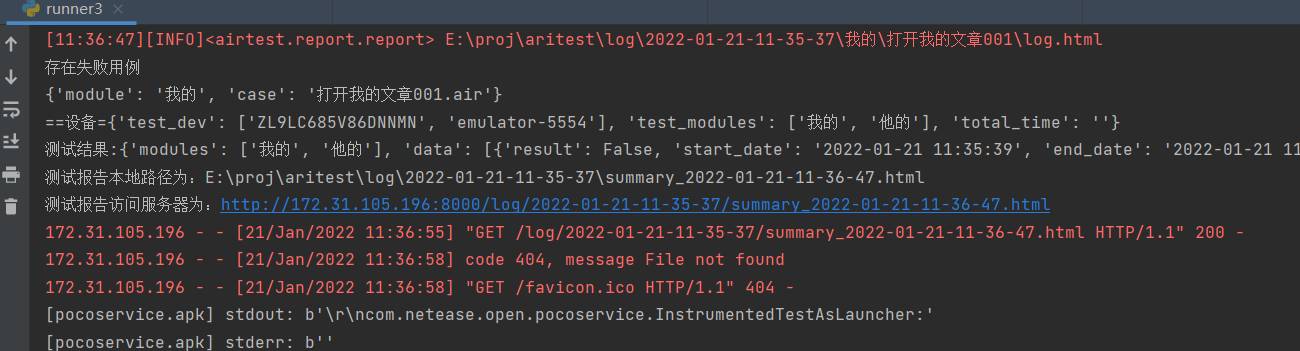 runner3
[11:36:47][INFO]<airtest.report.report> E:\proj\aritest\log\2022-01-21-11-35-37\我的\打开我的文章001\log.html
存在失败用例
{'module': '我的', 'case': '打开我的文章001.air'}
==设备={'test_dev': ['ZL9LC685V86DNNMN', 'emulator-5554'], 'test_modules': ['我的', '他的'], 'total_time': ''}
测试结果:{'modules': ['我的', '他的'], 'data': [{'result': False, 'start_date': '2022-01-21 11:35:39', 'end_date': '2022-01-21 11
测试报告本地路径为：E:\proj\aritest\log\2022-01-21-11-35-37\summary_2022-01-21-11-36-47.html
测试报告访问服务器为：http://172.31.105.196:8000/log/2022-01-21-11-35-37/summary_2022-01-21-11-36-47.html
172.31.105.196 - - [21/Jan/2022 11:36:55] "GET /log/2022-01-21-11-35-37/summary_2022-01-21-11-36-47.html HTTP/1.1" 200 -
172.31.105.196 - - [21/Jan/2022 11:36:58] code 404, message File not found
172.31.105.196 - - [21/Jan/2022 11:36:58] "GET /favicon.ico HTTP/1.1" 404 -
[pocoservice.apk] stdout: b'\r\ncom.netease.open.pocoservice.InstrumentedTestAsLauncher:'
[pocoservice.apk] stderr: b''